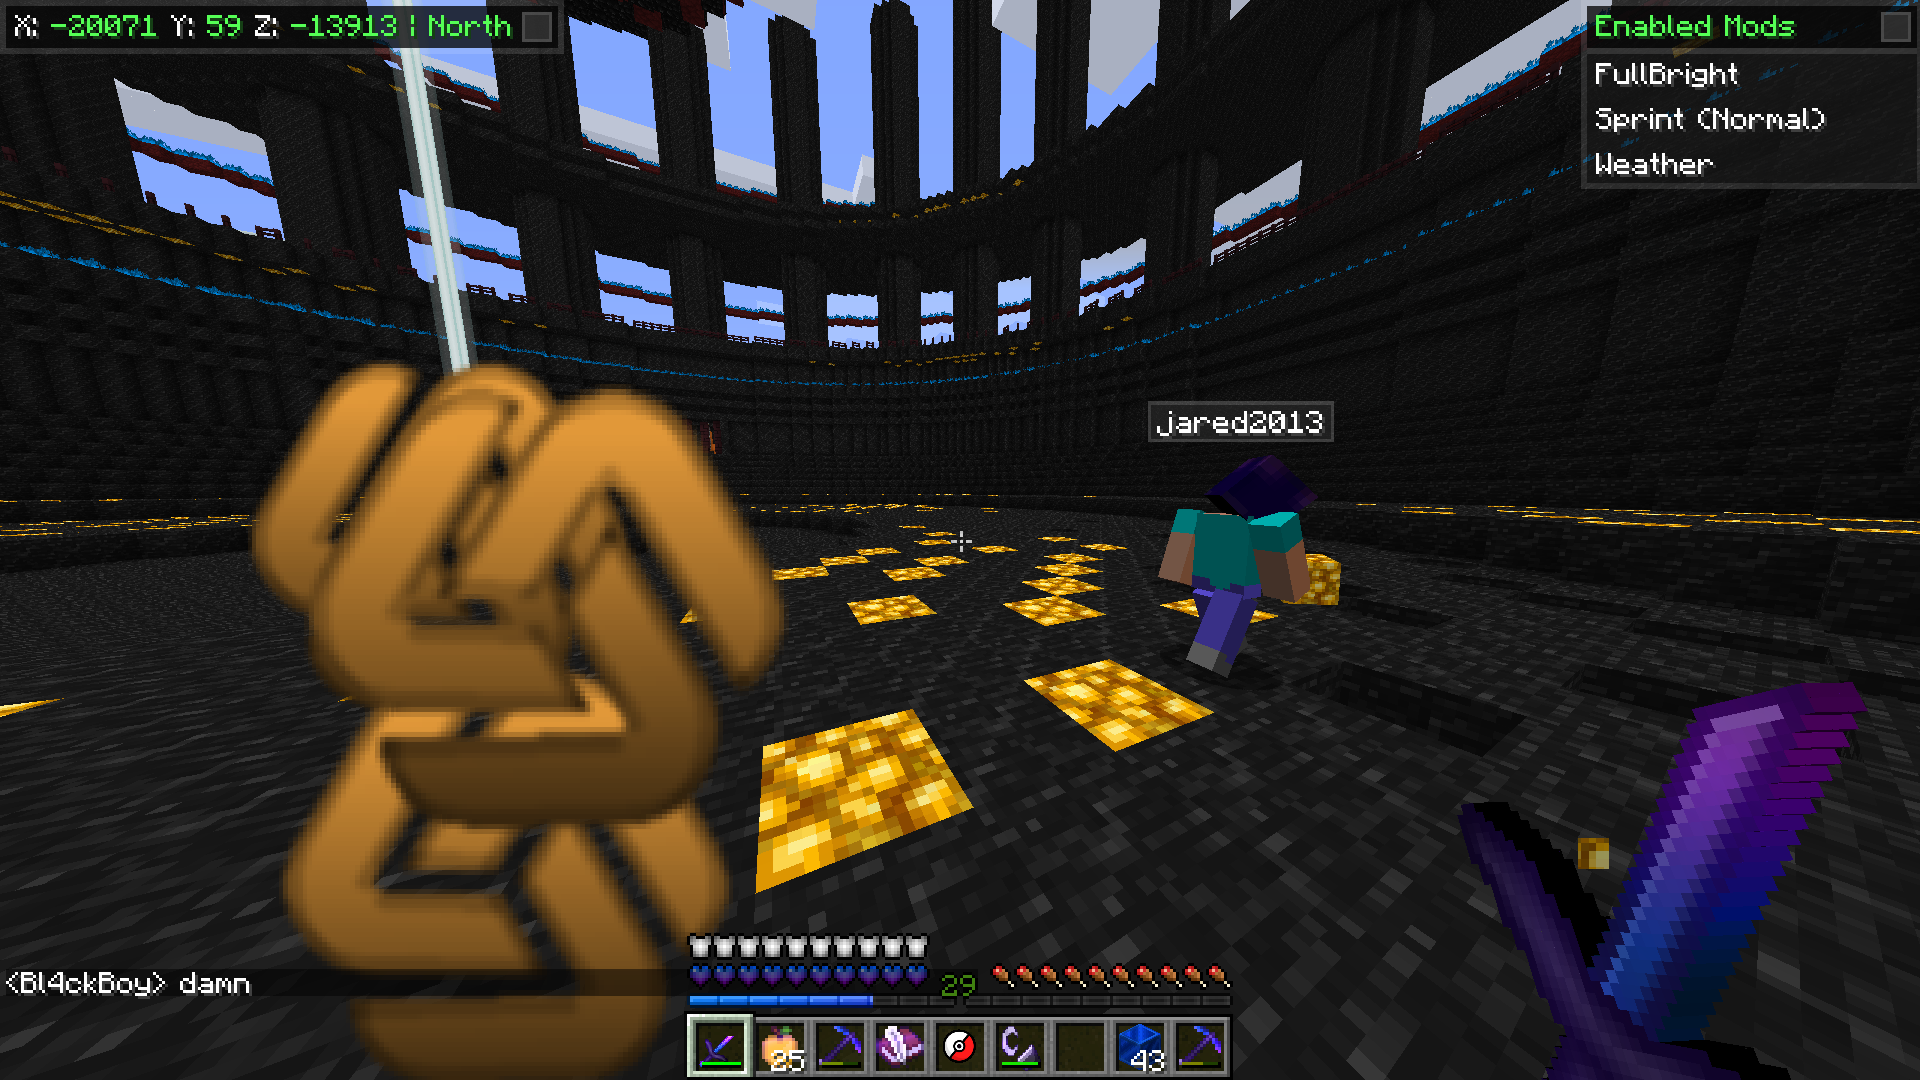 X: -20071 Y: 59 Z: -13913 | North
Enabled Mods
FullBright
Sprint (Normal)
Weather
jared2013
<Bl4ckBoy> damn
29
25
43